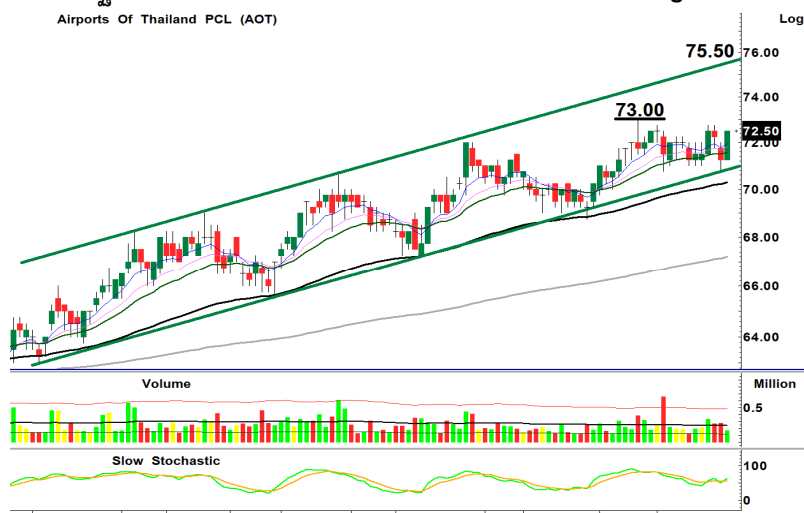 Airports Of Thailand PCL (AOT)
Log
75.50
76.00
74.00
73.00
72.50
72.00
70.00
68.00
66.00
64.00
Volume
Million
0.5
Slow Stochastic
100
0